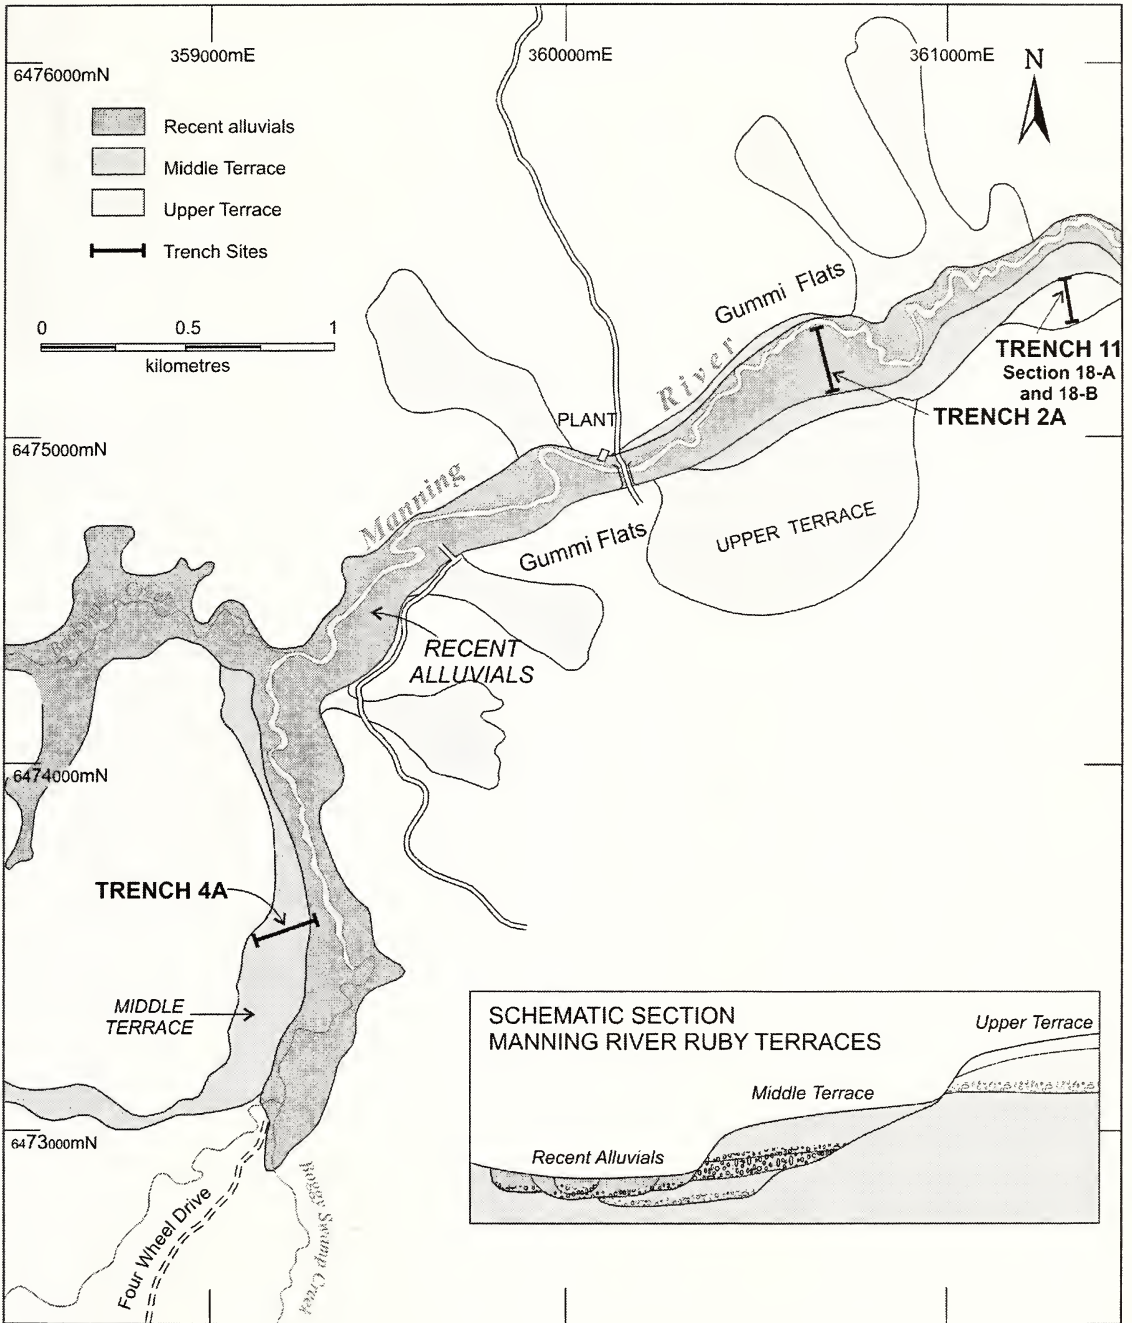 359000mE
360000mE
361000mE
6476000mN
N
Recent alluvials
Middle Terrace
Upper Terrace
Trench Sites
0 0.5 1
kilometres
Gummi Flats
River
TRENCH 11
Section 18-A
and 18-B
TRENCH 2A
PLANT
6475000mN
Manning
Gummi Flats
UPPER TERRACE
Creek
RECENT
ALLUVIALS
6474000mN
TRENCH 4A
MIDDLE
TERRACE
SCHEMATIC SECTION
MANNING RIVER RUBY TERRACES
Upper Terrace
Middle Terrace
Recent Alluvials
6473000mN
Four Wheel Drive
Boggy Swamp Creek